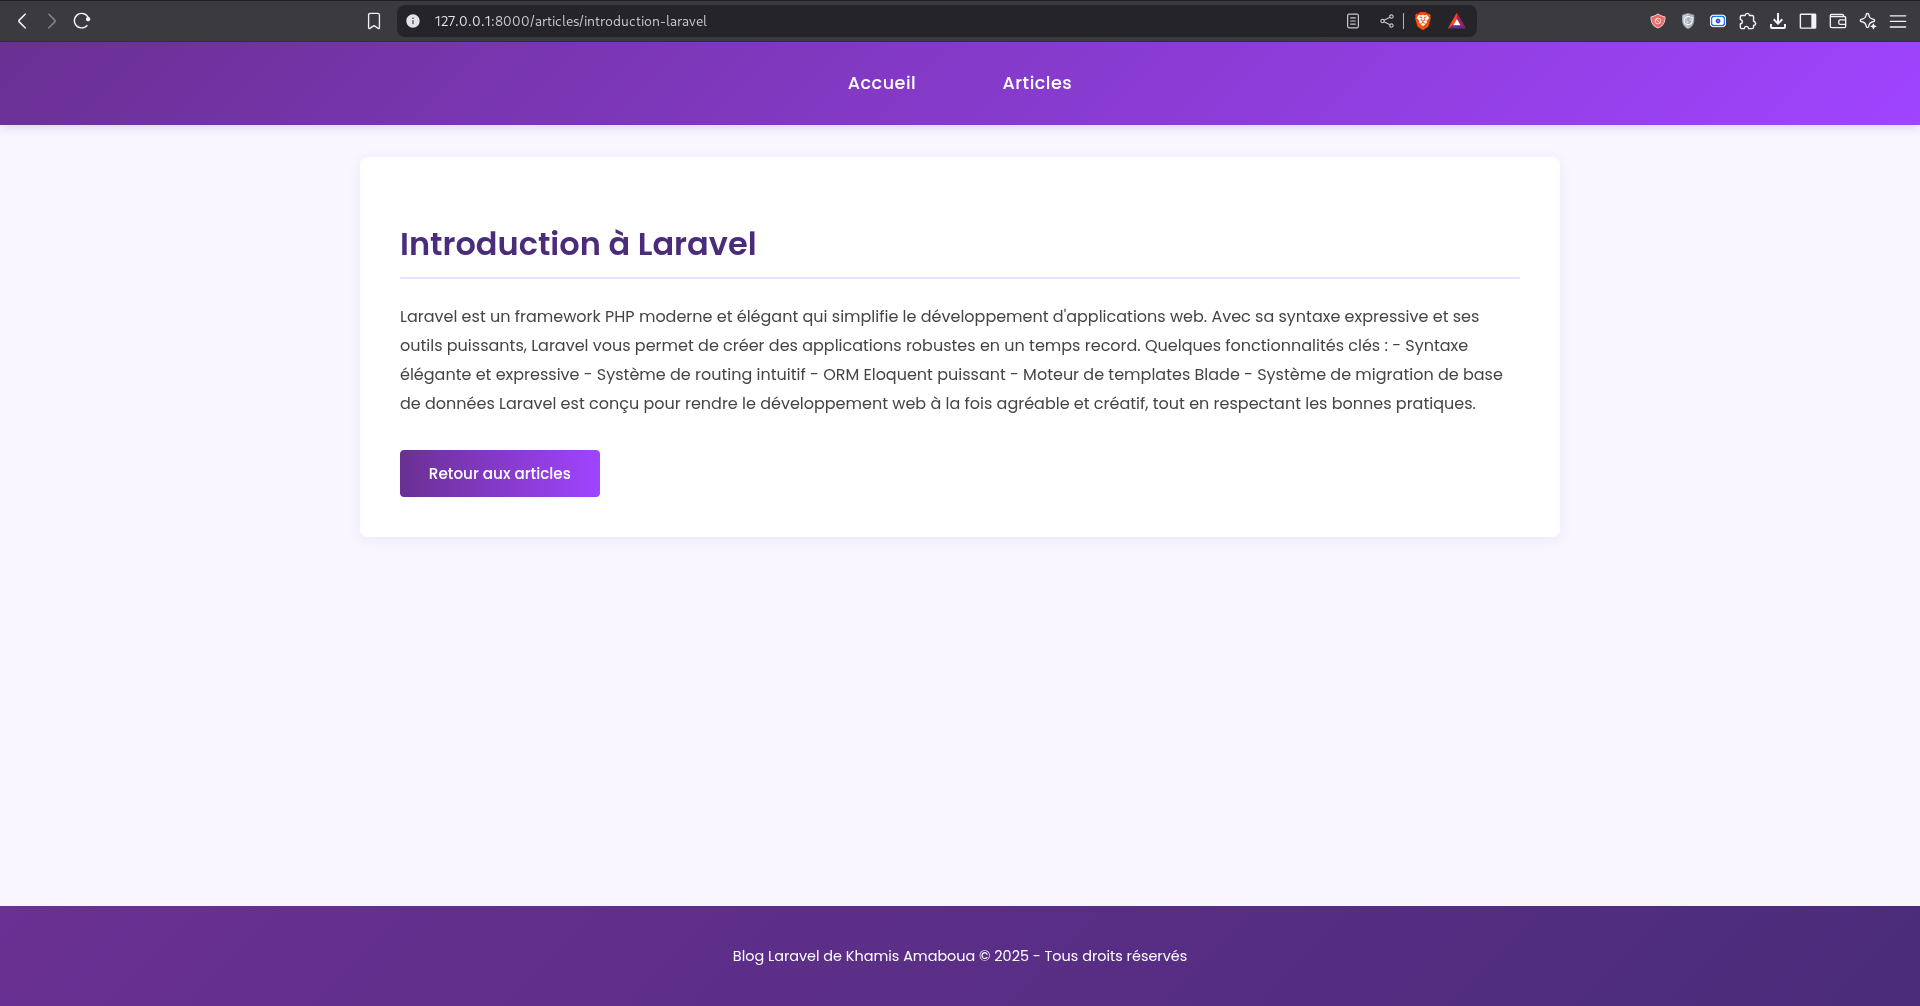 127.0.0.1:8000/articles/introduction-laravel
Accueil
Articles
Introduction à Laravel
Laravel est un framework PHP moderne et élégant qui simplifie le développement d'applications web. Avec sa syntaxe expressive et ses
outils puissants, Laravel vous permet de créer des applications robustes en un temps record. Quelques fonctionnalités clés : - Syntaxe
élégante et expressive - Système de routing intuitif - ORM Eloquent puissant - Moteur de templates Blade - Système de migration de base
de données Laravel est conçu pour rendre le développement web à la fois agréable et créatif, tout en respectant les bonnes pratiques.
Retour aux articles
Blog Laravel de Khamis Amaboua © 2025 - Tous droits réservés